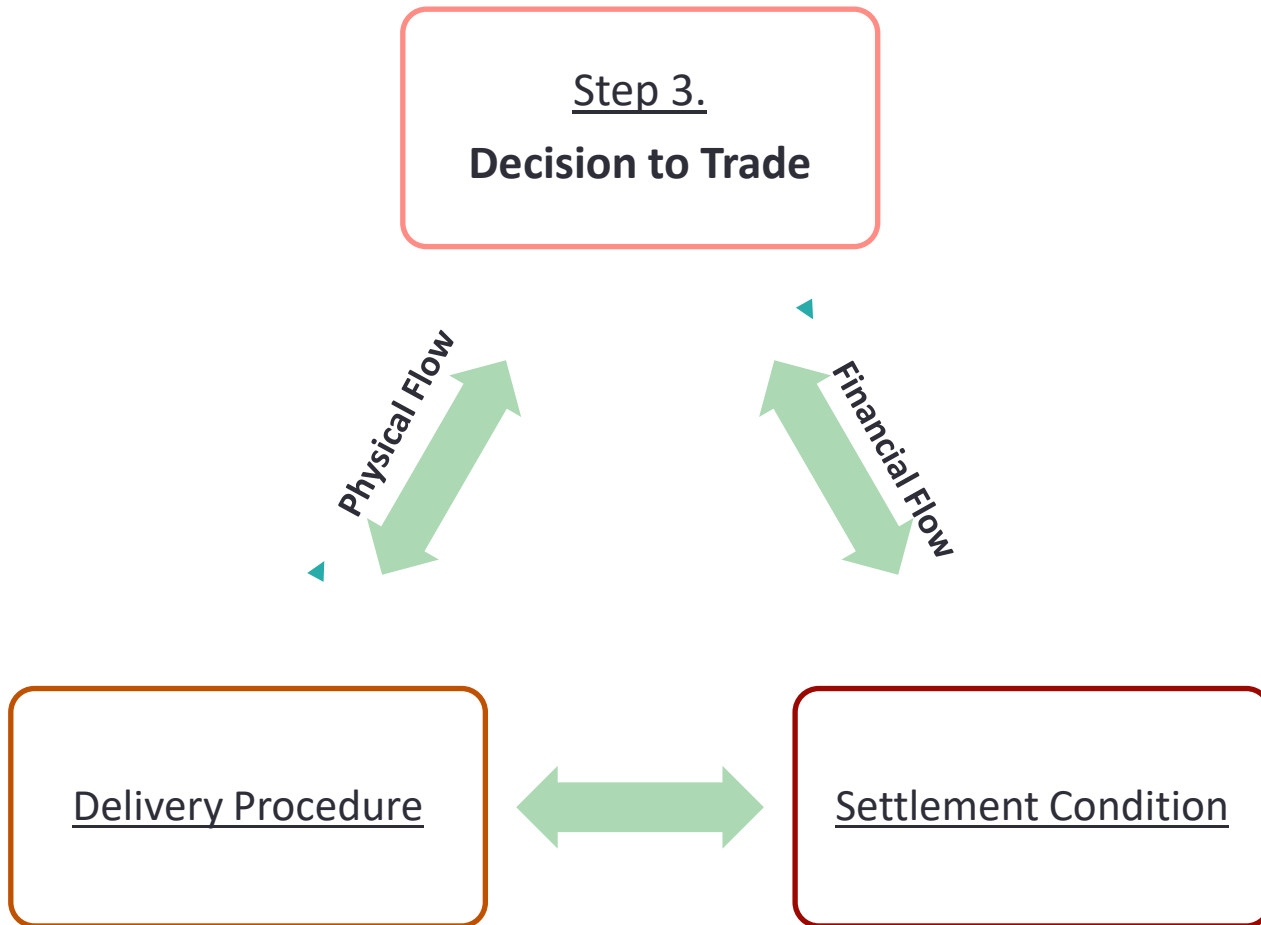 Step 3.
Decision to Trade
Physical Flow
Financial Flow
Delivery Procedure
Settlement Condition